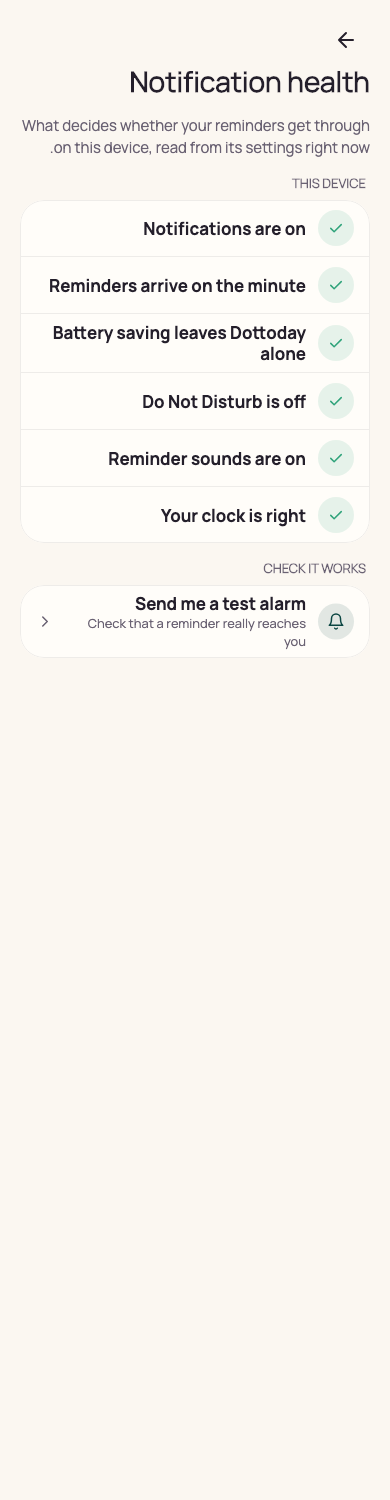 Notification health
What decides whether your reminders get through
.on this device, read from its settings right now
THIS DEVICE
Notifications are on
Reminders arrive on the minute
Battery saving leaves Dottoday
alone
Do Not Disturb is off
Reminder sounds are on
Your clock is right
CHECK IT WORKS
Send me a test alarm
Check that a reminder really reaches
you